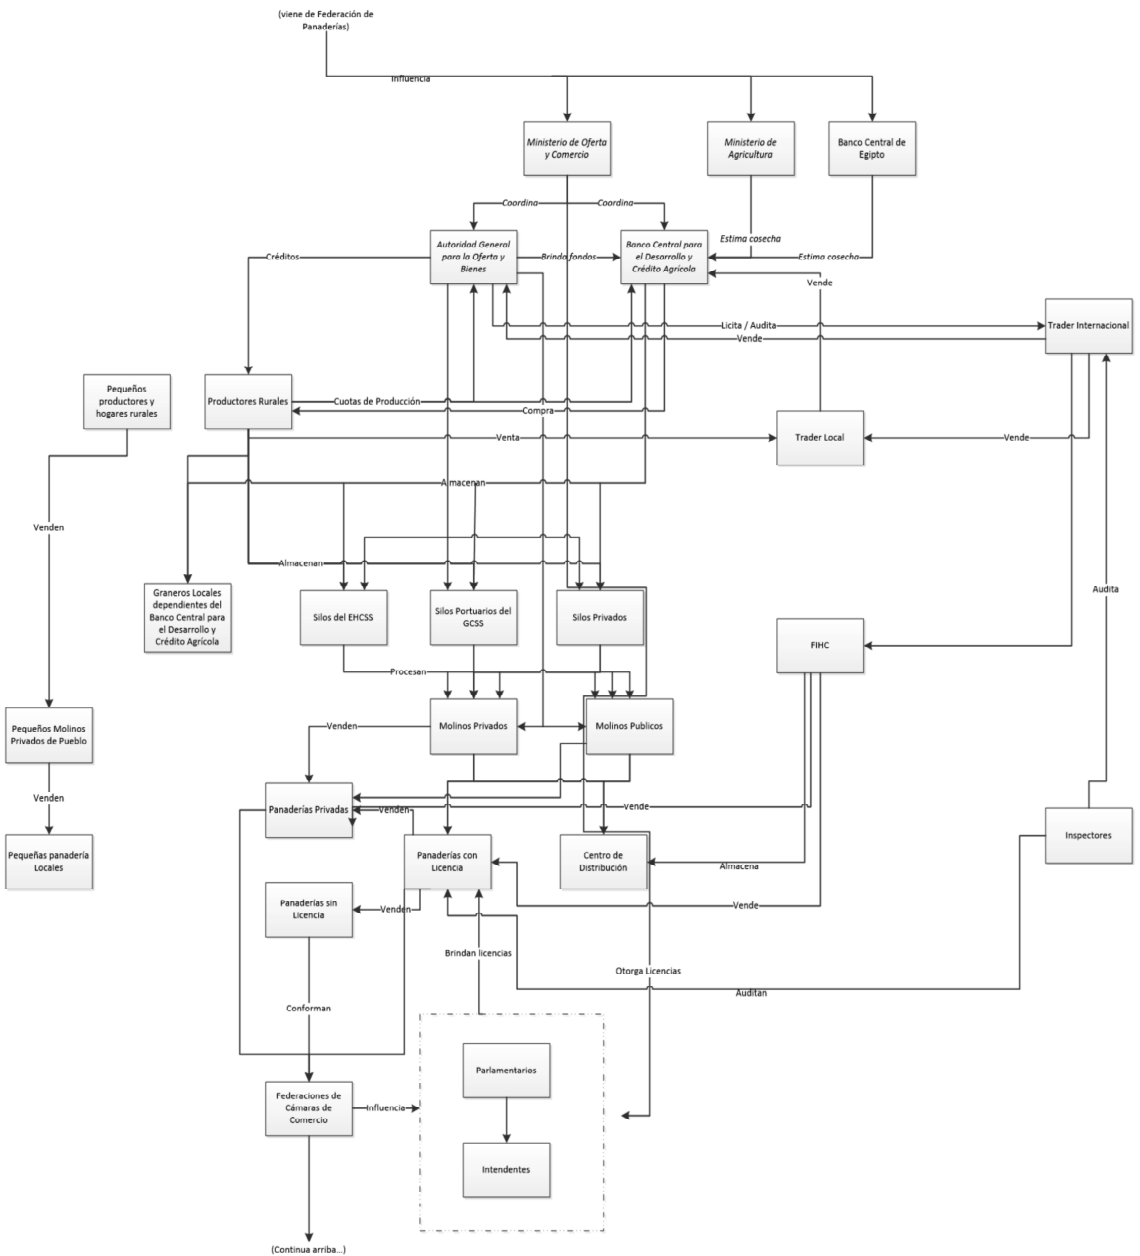 (viene de Federación de
Panaderías)
Influencia
Ministerio de Oferta
y Comercio
Ministerio de
Agricultura
Banco Central de
Egipto
Coordina
Coordina
Autoridad General
para la Oferta y
Bienes
Brinda fondos
Banco Central para
el Desarrollo y
Crédito Agrícola
Estima cosecha
Estima cosecha
Créditos
Vende
Licita / Audita
Vende
Trader Internacional
Pequeños
productores y
hogares rurales
Productores Rurales
Cuotas de Producción
Compra
Venta
Trader Local
Vende
Almacenan
Venden
Almacenan
Graneros Locales
dependientes del
Banco Central para
el Desarrollo y
Crédito Agrícola
Silos del EHCSS
Silos Portuarios del
GCSS
Silos Privados
Audita
FIHC
Procesan
Pequeños Molinos
Privados de Pueblo
Venden
Molinos Privados
Molinos Publicos
Venden
Panaderías Privadas
Venden
Vende
Pequeñas panadería
Locales
Panaderías con
Licencia
Centro de
Distribución
Almacena
Inspectores
Panaderías sin
Licencia
Venden
Vende
Brindan licencias
Otorga Licencias
Auditan
Conforman
Parlamentarios
Federaciones de
Cámaras de
Comercio
Influencia
Intendentes
(Continua arriba...)